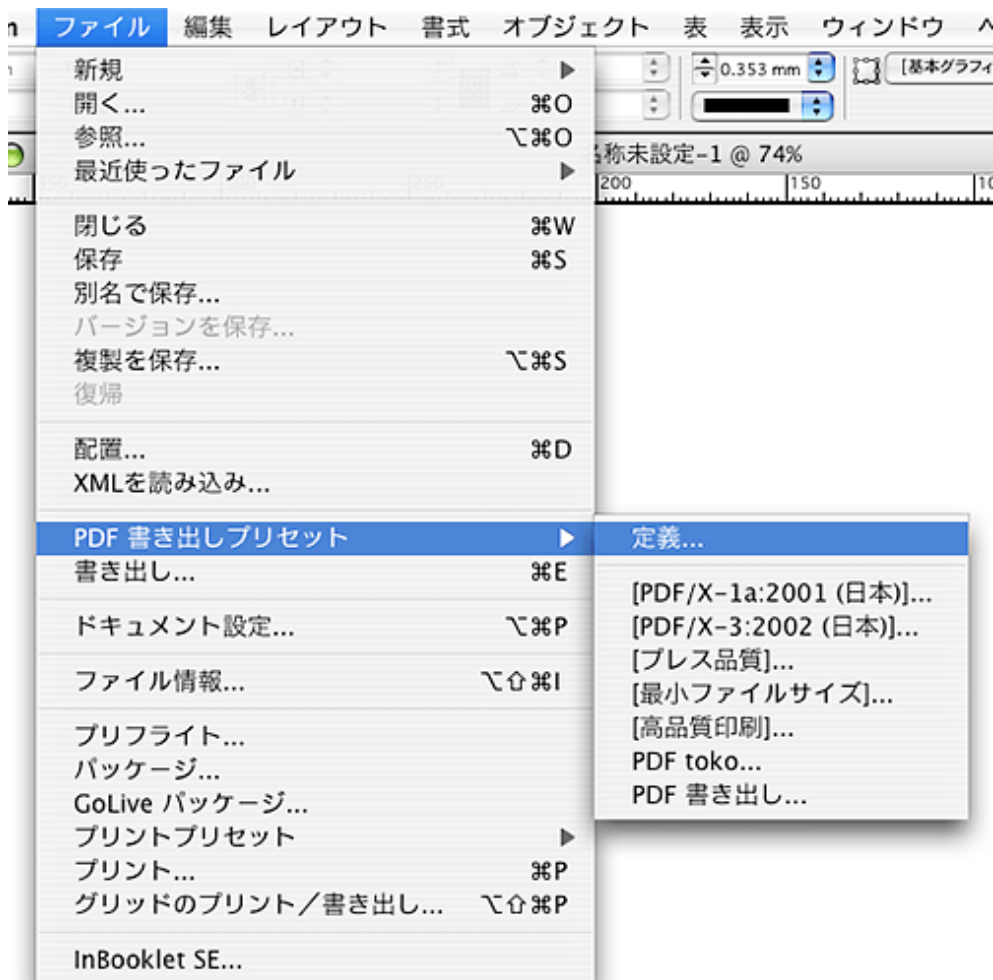 ファイル 編集 レイアウト 書式 オブジェクト 表 表示 ウィンドウ ヘ
新規
0.353 mm
[基本グラフィ
開く... ⌘O
参照... ⌥⌘O
名称未設定-1 @ 74%
最近使ったファイル
250 200 150 10
閉じる ⌘W
保存 ⌘S
別名で保存...
バージョンを保存...
複製を保存... ⌥⌘S
復帰
配置... ⌘D
XMLを読み込み...
PDF 書き出しプリセット
書き出し... ⌘E
ドキュメント設定... ⌥⌘P
ファイル情報... ⌥⇧⌘I
プリフライト...
パッケージ...
GoLive パッケージ...
プリントプリセット
プリント... ⌘P
グリッドのプリント／書き出し... ⌥⇧⌘P
InBooklet SE...
定義...
[PDF/X-1a:2001 (日本)]...
[PDF/X-3:2002 (日本)]...
[プレス品質]...
[最小ファイルサイズ]...
[高品質印刷]...
PDF toko...
PDF 書き出し...